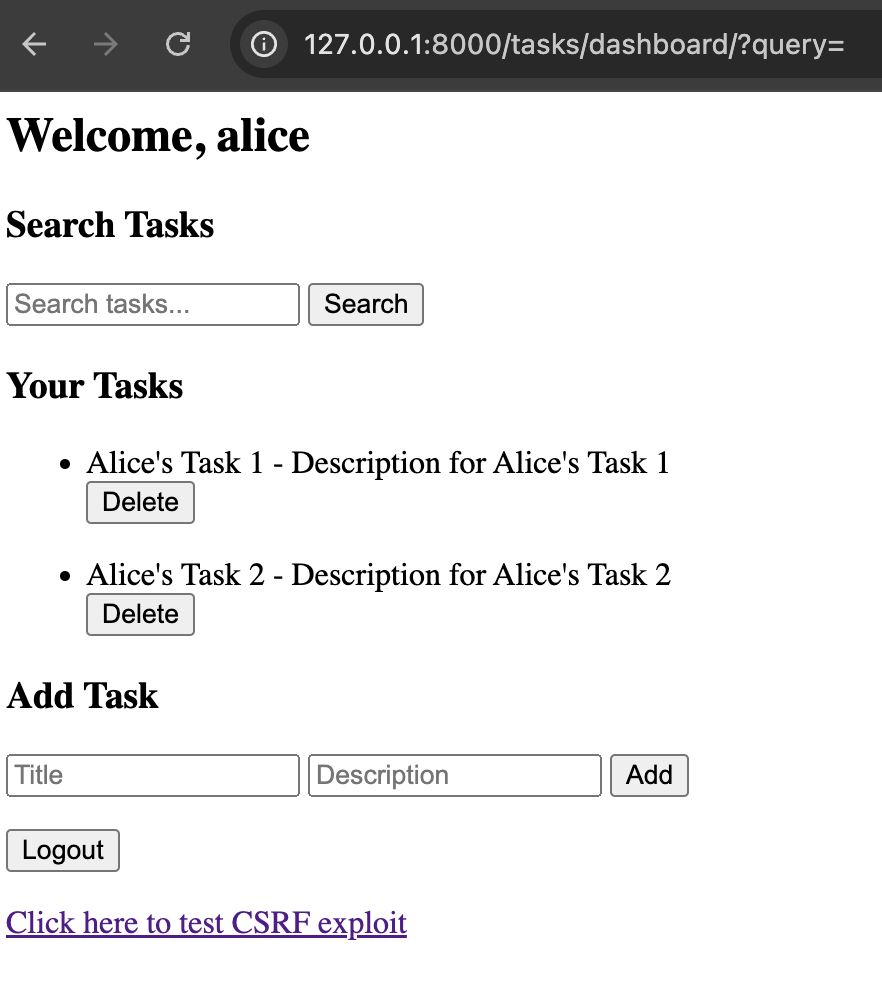 127.0.0.1:8000/tasks/dashboard/?query=
Welcome, alice
Search Tasks
Search tasks... Search
Your Tasks
Alice's Task 1 - Description for Alice's Task 1
Delete
Alice's Task 2 - Description for Alice's Task 2
Delete
Add Task
Title Description Add
Logout
Click here to test CSRF exploit